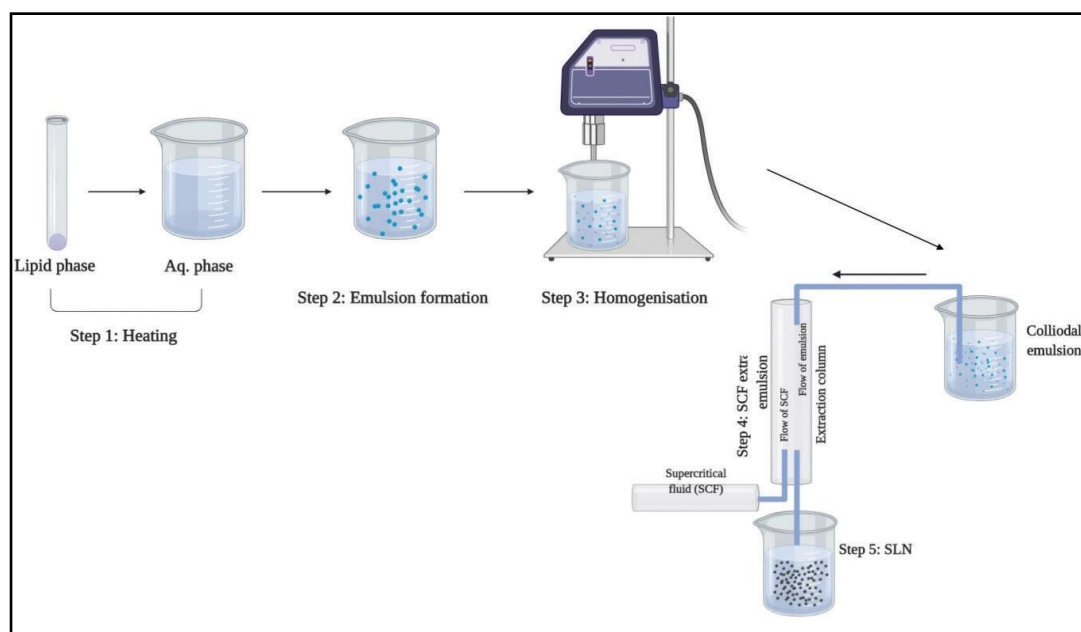 Lipid phase
Aq. phase
Step 1: Heating
Step 2: Emulsion formation
Step 3: Homogenisation
Colliodal
emulsion
Step 4: SCF extra
emulsion
Flow of SCF
Flow of emulsion
Extraction column
Supercritical
fluid (SCF)
Step 5: SLN